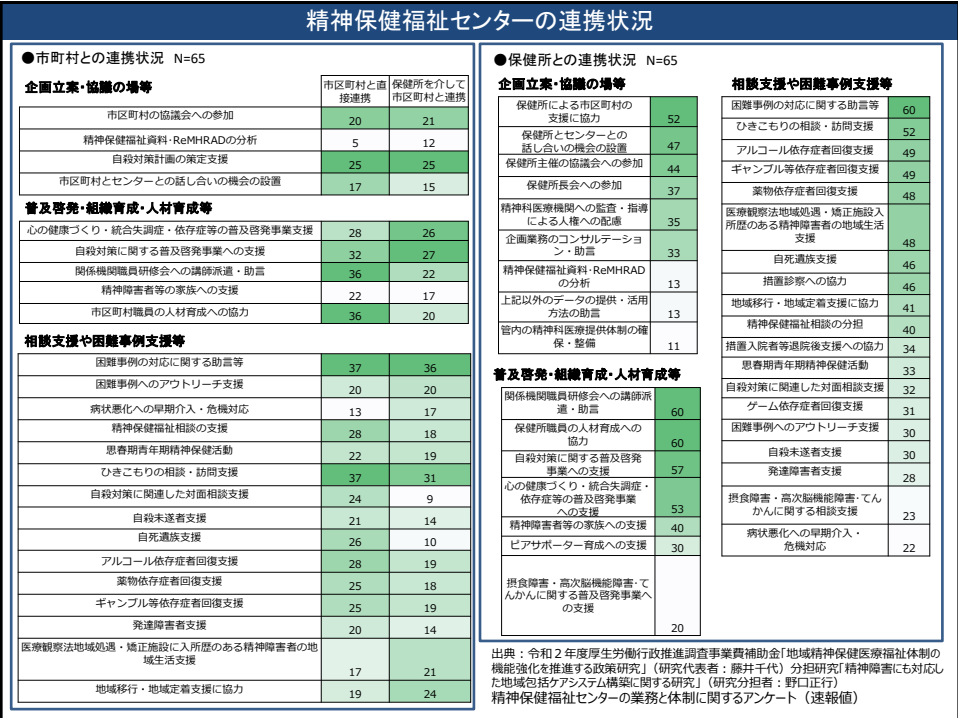 精神保健福祉センターの連携状況
●市町村との連携状況 N=65
企画立案・協議の場等
市区町村と直
接連携
保健所を介して
市区町村と連携
市区町村の協議会への参加 20 21
精神保健福祉資料・ReMHRADの分析 5 12
自殺対策計画の策定支援 25 25
市区町村とセンターとの話し合いの機会の設置 17 15
普及啓発・組織育成・人材育成等
心の健康づくり・統合失調症・依存症等の普及啓発事業支援 28 26
自殺対策に関する普及啓発事業への支援 32 27
関係機関職員研修会への講師派遣・助言 36 22
精神障害者等の家族への支援 22 17
市区町村職員の人材育成への協力 36 20
相談支援や困難事例支援等
困難事例の対応に関する助言等 37 36
困難事例へのアウトリーチ支援 20 20
病状悪化への早期介入・危機対応 13 17
精神保健福祉相談の支援 28 18
思春期青年期精神保健活動 22 19
ひきこもりの相談・訪問支援 37 31
自殺対策に関連した対面相談支援 24 9
自殺未遂者支援 21 14
自死遺族支援 26 10
アルコール依存症者回復支援 28 19
薬物依存症者回復支援 25 18
ギャンブル等依存症者回復支援 25 19
発達障害者支援 20 14
医療観察法地域処遇・矯正施設に入所歴のある精神障害者の地
域生活支援 17 21
地域移行・地域定着支援に協力 19 24
●保健所との連携状況 N=65
企画立案・協議の場等
保健所による市区町村の
支援に協力 52
保健所とセンターとの
話し合いの機会の設置 47
保健所主催の協議会への参加 44
保健所長会への参加 37
精神科医療機関への監査・指導
による人権への配慮 35
企画業務のコンサルテーショ
ン・助言 33
精神保健福祉資料・ReMHRAD
の分析 13
上記以外のデータの提供・活用
方法の助言 13
管内の精神科医療提供体制の確
保・整備 11
普及啓発・組織育成・人材育成等
関係機関職員研修会への講師派
遣・助言 60
保健所職員の人材育成への
協力 60
自殺対策に関する普及啓発
事業への支援 57
心の健康づくり・統合失調症・
依存症等の普及啓発事業
への支援 53
精神障害者等の家族への支援 40
ピアサポーター育成への支援 30
摂食障害・高次脳機能障害・て
んかんに関する普及啓発事業へ
の支援 20
相談支援や困難事例支援等
困難事例の対応に関する助言等 60
ひきこもりの相談・訪問支援 52
アルコール依存症者回復支援 49
ギャンブル等依存症者回復支援 49
薬物依存症者回復支援 48
医療観察法地域処遇・矯正施設入
所歴のある精神障害者の地域生活
支援 48
自死遺族支援 46
措置診察への協力 46
地域移行・地域定着支援に協力 41
精神保健福祉相談の分担 40
措置入院者等退院後支援への協力 34
思春期青年期精神保健活動 33
自殺対策に関連した対面相談支援 32
ゲーム依存症者回復支援 31
困難事例へのアウトリーチ支援 30
自殺未遂者支援 30
発達障害者支援 28
摂食障害・高次脳機能障害・てん
かんに関する相談支援 23
病状悪化への早期介入・
危機対応 22
出典：令和２年度厚生労働行政推進調査事業費補助金「地域精神保健医療福祉体制の
機能強化を推進する政策研究」（研究代表者：藤井千代）分担研究「精神障害にも対応し
た地域包括ケアシステム構築に関する研究」（研究分担者：野口正行）
精神保健福祉センターの業務と体制に関するアンケート（速報値）